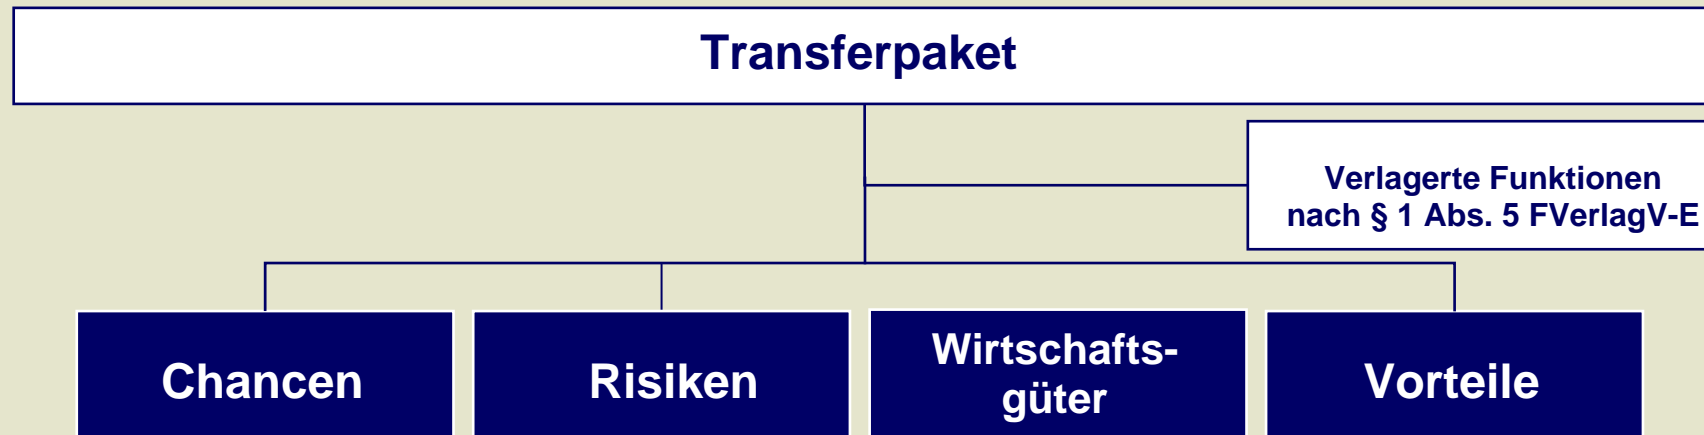 Transferpaket
Verlagerte Funktionen
nach § 1 Abs. 5 FVerlagV-E
Chancen
Risiken
Wirtschafts-
güter
Vorteile